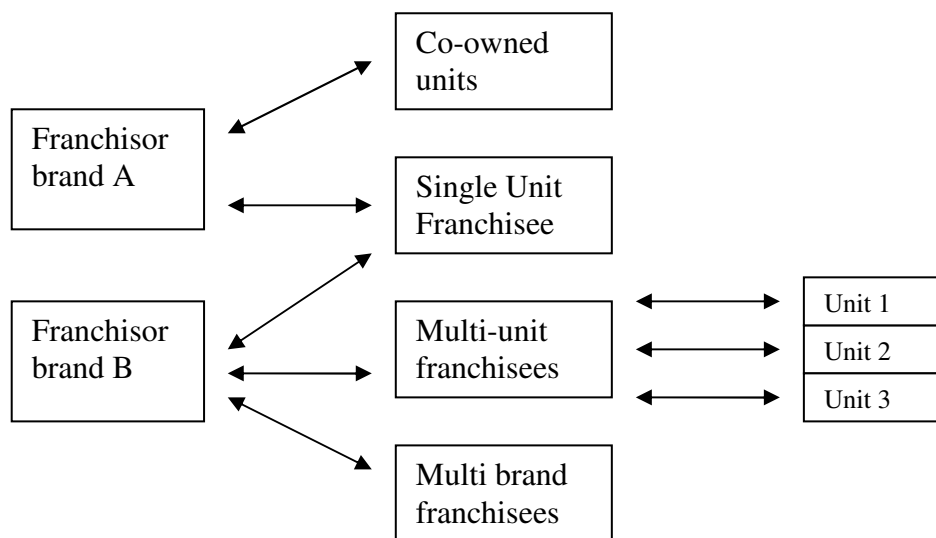 Co-owned
units
Franchisor
brand A
Single Unit
Franchisee
Franchisor
brand B
Multi-unit
franchisees
Unit 1
Unit 2
Unit 3
Multi brand
franchisees